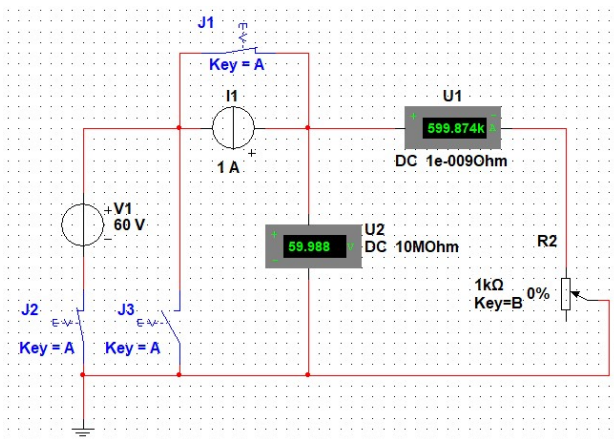 J1
Key = A
I1
1 A
U1
+ -
599.874k A
DC 1e-009Ohm
+
V1
60 V
-
U2
+
59.988 V
-
DC 10MOhm
R2
1kΩ
Key=B
0%
J2
Key = A
J3
Key = A